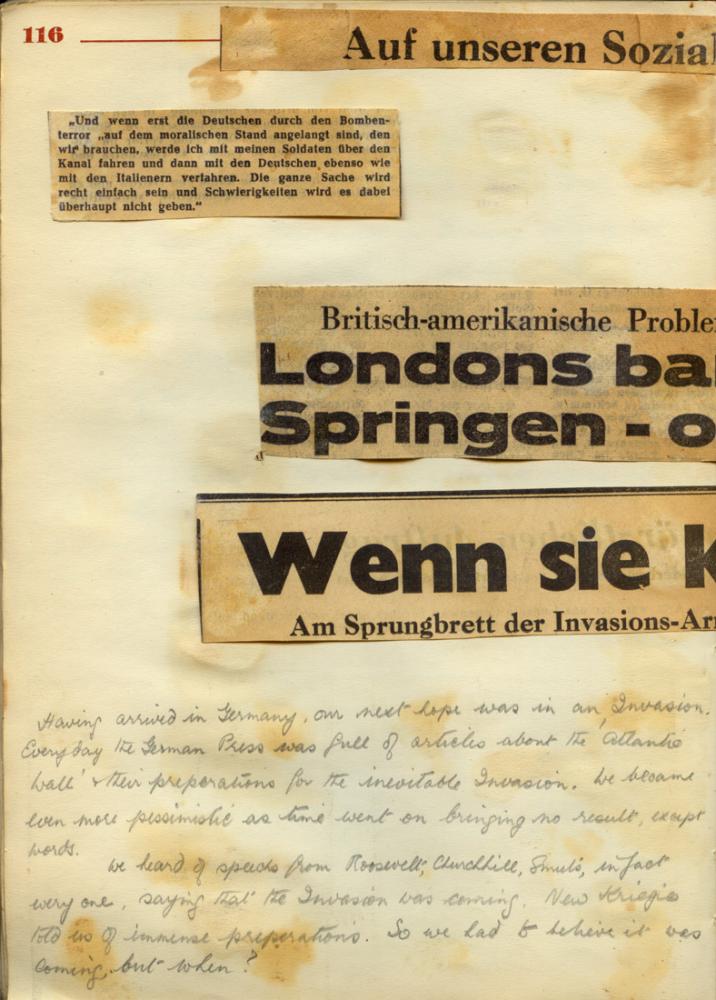 116
Auf unseren Sozial
„Und wenn erst die Deutschen durch den Bomben-
terror „auf dem moralischen Stand angelangt sind, den
wir brauchen, werde ich mit meinen Soldaten über den
Kanal fahren und dann mit den Deutschen ebenso wie
mit den Italienern verfahren. Die ganze Sache wird
recht einfach sein und Schwierigkeiten wird es dabei
überhaupt nicht geben."
Britisch-amerikanische Proble
Londons ba
Springen - o
Wenn sie k
Am Sprungbrett der Invasions-Ar
Having arrived in Germany, our next hope was in an, Invasion.
Everyday the German Press was full of articles about the 'Atlantic
Wall' & their preperations for the inevitable Invasion. We became
even more pessimistic as time went on bringing no result, except
words.
We heard of speechs from Roosevelt, Churchhill, Smuts, in fact
every one, saying that the Invasion was coming. New Kriegies
told us of immense preperations. So we had to believe it was
coming, but when?